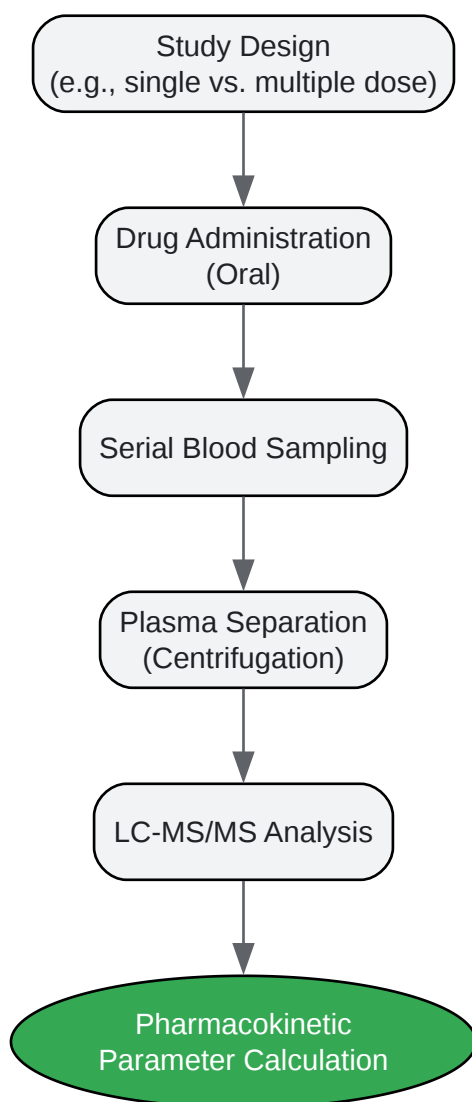 Study Design
(e.g., single vs. multiple dose)
Drug Administration
(Oral)
Serial Blood Sampling
Plasma Separation
(Centrifugation)
LC-MS/MS Analysis
Pharmacokinetic
Parameter Calculation